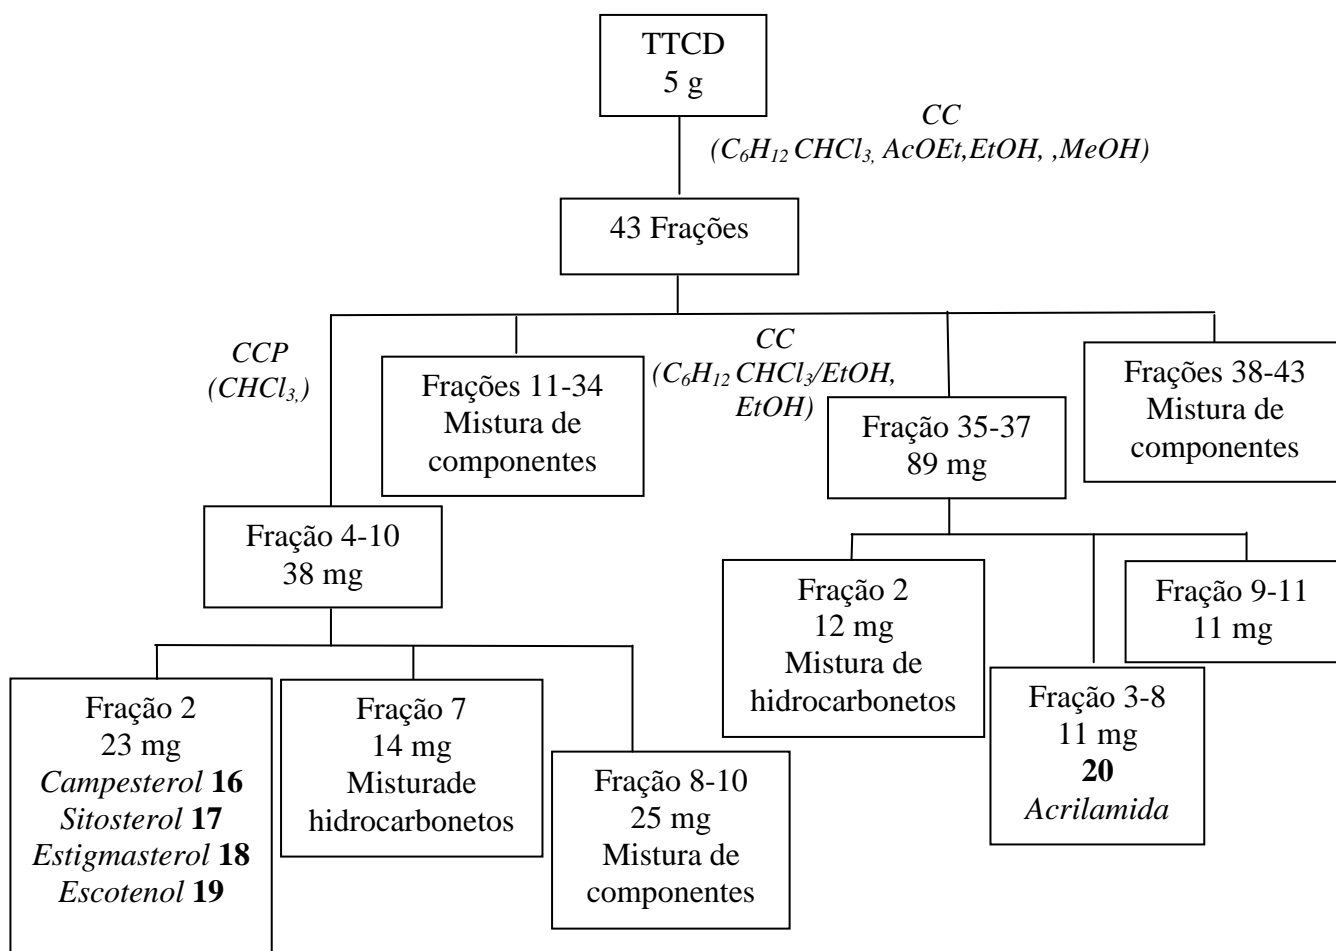 TTCD
5 g
CC
(C₆H₁₂ CHCl₃, AcOEt,EtOH, ,MeOH)
43 Frações
CCP
(CHCl₃,)
Frações 11-34
Mistura de
componentes
CC
(C₆H₁₂ CHCl₃/EtOH,
EtOH)
Fração 35-37
89 mg
Frações 38-43
Mistura de
componentes
Fração 4-10
38 mg
Fração 2
12 mg
Mistura de
hidrocarbonetos
Fração 9-11
11 mg
Fração 3-8
11 mg
20
Acrilamida
Fração 2
23 mg
Campesterol 16
Sitosterol 17
Estigmasterol 18
Escotenol 19
Fração 7
14 mg
Misturade
hidrocarbonetos
Fração 8-10
25 mg
Mistura de
componentes